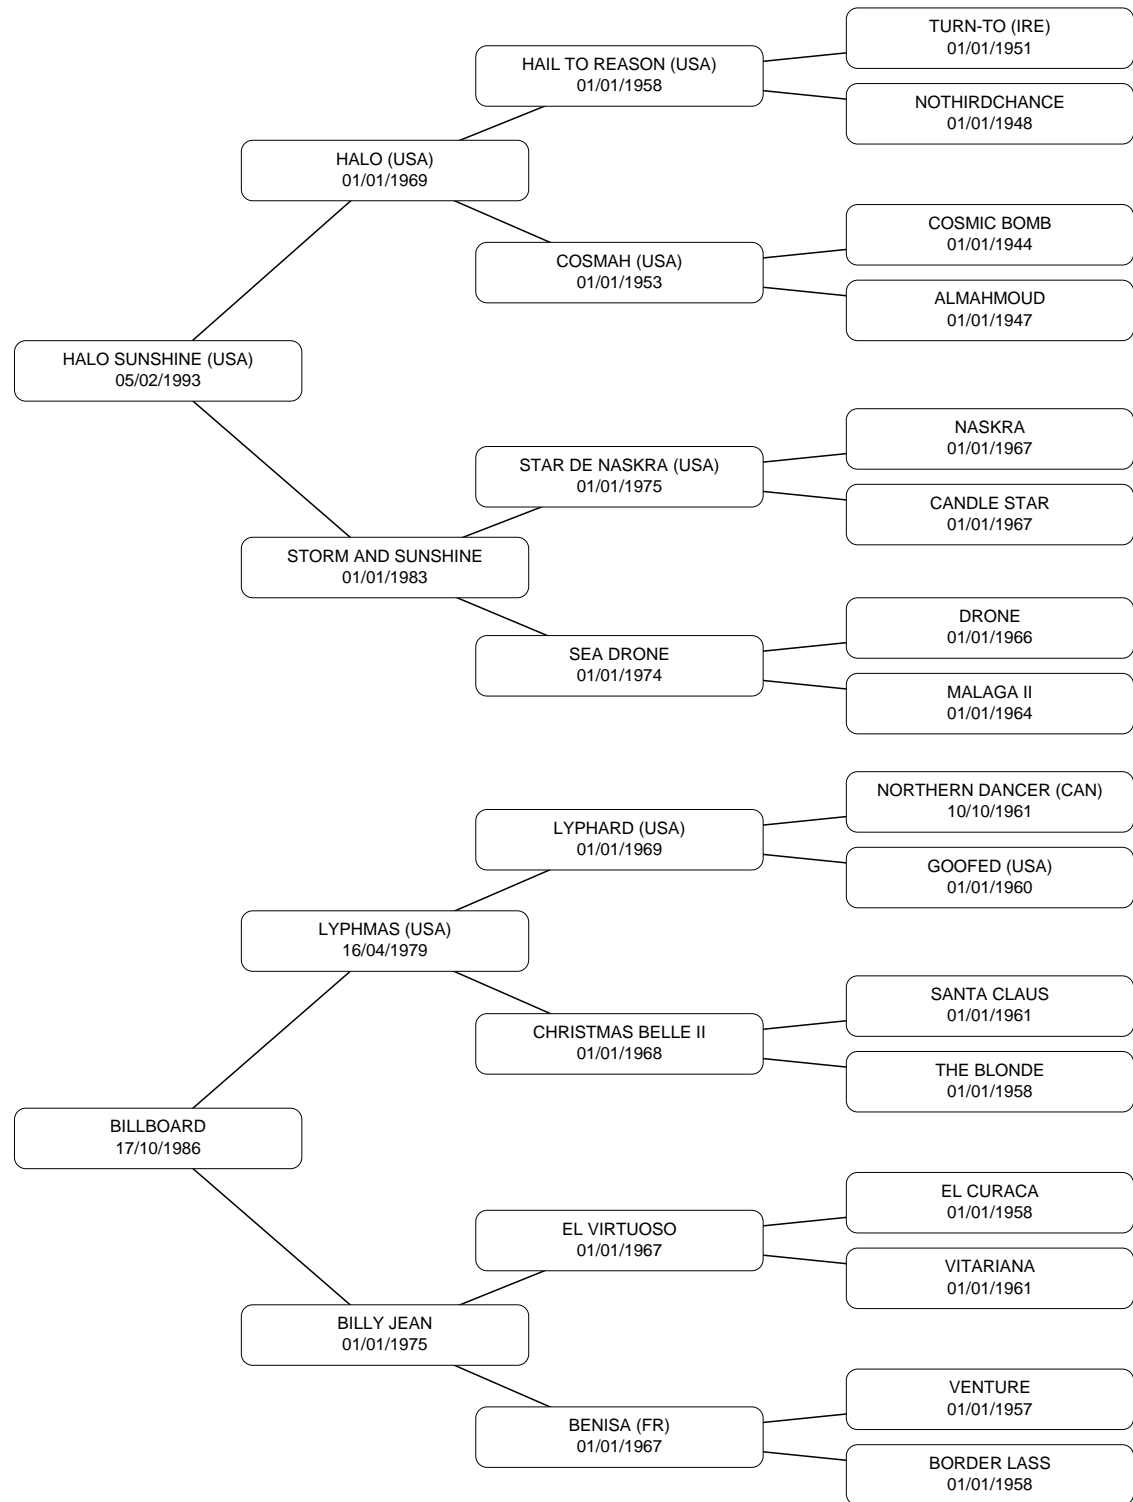 TURN-TO (IRE)
01/01/1951
HAIL TO REASON (USA)
01/01/1958
NOTHIRDCHANCE
01/01/1948
HALO (USA)
01/01/1969
COSMIC BOMB
01/01/1944
COSMAH (USA)
01/01/1953
ALMAHMOUD
01/01/1947
HALO SUNSHINE (USA)
05/02/1993
NASKRA
01/01/1967
STAR DE NASKRA (USA)
01/01/1975
CANDLE STAR
01/01/1967
STORM AND SUNSHINE
01/01/1983
DRONE
01/01/1966
SEA DRONE
01/01/1974
MALAGA II
01/01/1964
NORTHERN DANCER (CAN)
10/10/1961
LYPHARD (USA)
01/01/1969
GOOFED (USA)
01/01/1960
LYPHMAS (USA)
16/04/1979
SANTA CLAUS
01/01/1961
CHRISTMAS BELLE II
01/01/1968
THE BLONDE
01/01/1958
BILLBOARD
17/10/1986
EL CURACA
01/01/1958
EL VIRTUOSO
01/01/1967
VITARIANA
01/01/1961
BILLY JEAN
01/01/1975
VENTURE
01/01/1957
BENISA (FR)
01/01/1967
BORDER LASS
01/01/1958